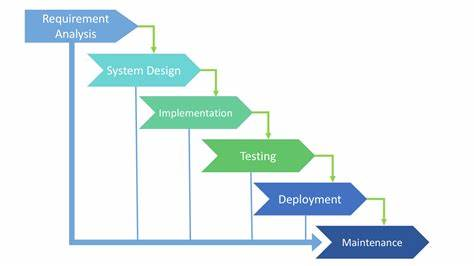 Requirement
Analysis
System Design
Implementation
Testing
Deployment
Maintenance